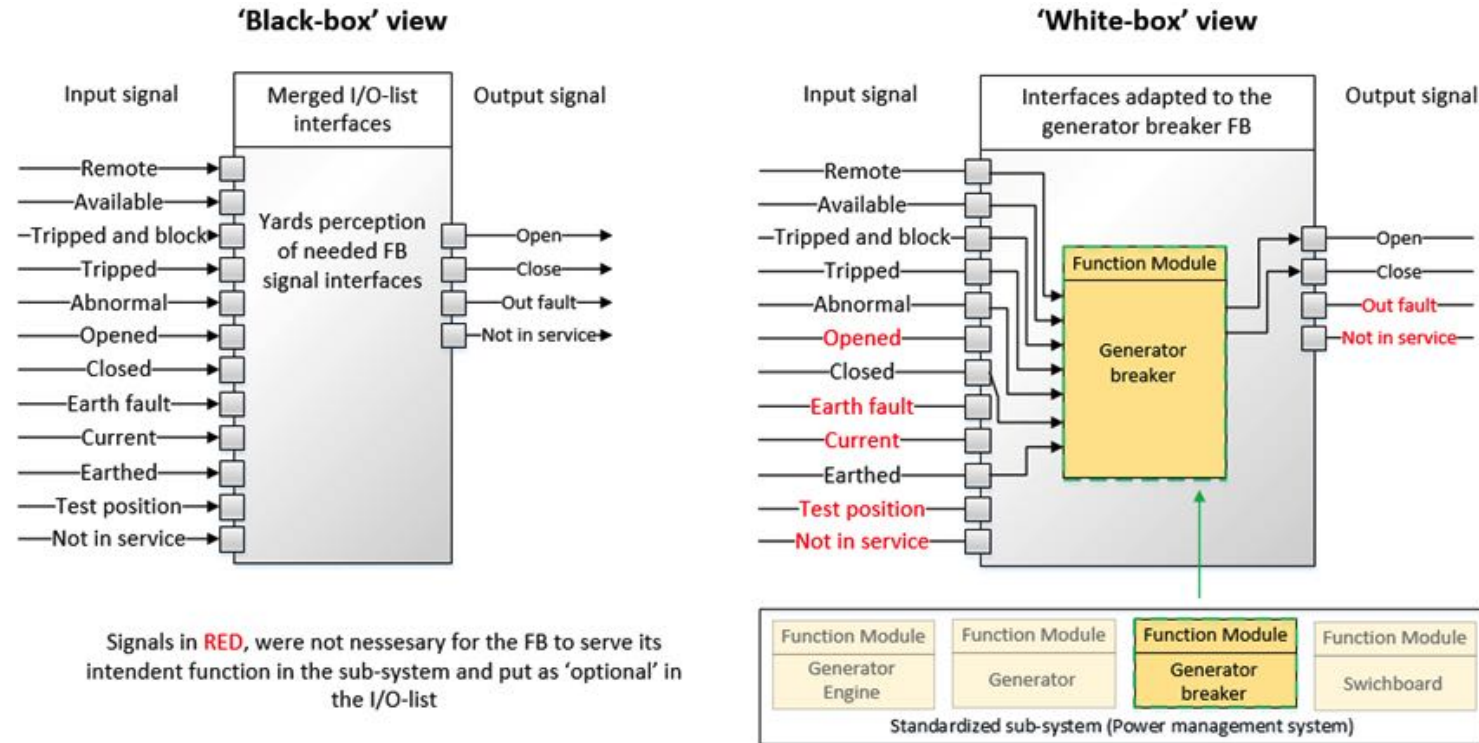 ‘Black-box’ view
Input signal
Merged I/O-list
interfaces
Output signal
Remote
Available
Tripped and block
Tripped
Abnormal
Opened
Closed
Earth fault
Current
Earthed
Test position
Not in service
Yards perception
of needed FB
signal interfaces
Open
Close
Out fault
Not in service
Signals in RED, were not nessesary for the FB to serve its
intendent function in the sub-system and put as ‘optional’ in
the I/O-list
‘White-box’ view
Input signal
Interfaces adapted to the
generator breaker FB
Output signal
Remote
Available
Tripped and block
Tripped
Abnormal
Opened
Closed
Earth fault
Current
Earthed
Test position
Not in service
Function Module
Generator
breaker
Open
Close
Out fault
Not in service
Function Module
Generator
Engine
Function Module
Generator
Function Module
Generator
breaker
Function Module
Swichboard
Standardized sub-system (Power management system)